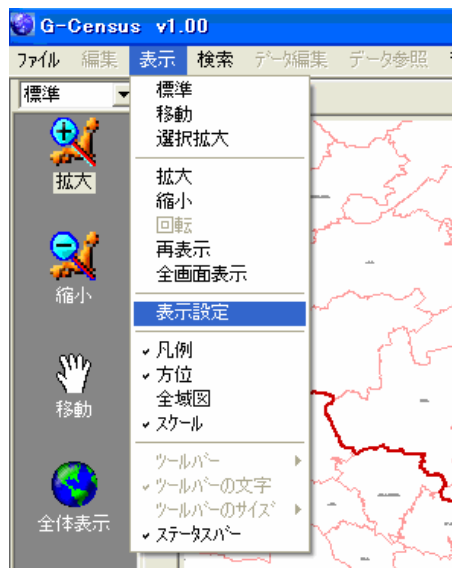 G-Census v1.00
ファイル 編集 表示 検索 データ編集 データ参照
標準
拡大
縮小
移動
全体表示
標準
移動
選択拡大
拡大
縮小
回転
再表示
全画面表示
表示設定
凡例
方位
全域図
スケール
ツールバー
ツールバーの文字
ツールバーのサイズ
ステータスバー